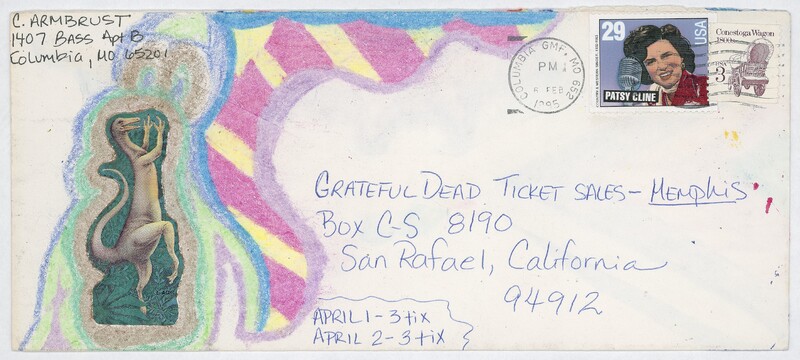 C. ARMBRUST
1407 BASS Apt B
Columbia, MO 65201
COLUMBIA GMF, MO 652
PM
6 FEB
1995
29
USA
PATSY CLINE
Conestoga Wagon
1800s
USA 3
GRATEFUL DEAD TICKET SALES – MEMPHIS
BOX C-S 8190
San Rafael, California
94912
APRIL 1 - 3 tix
APRIL 2 - 3 tix